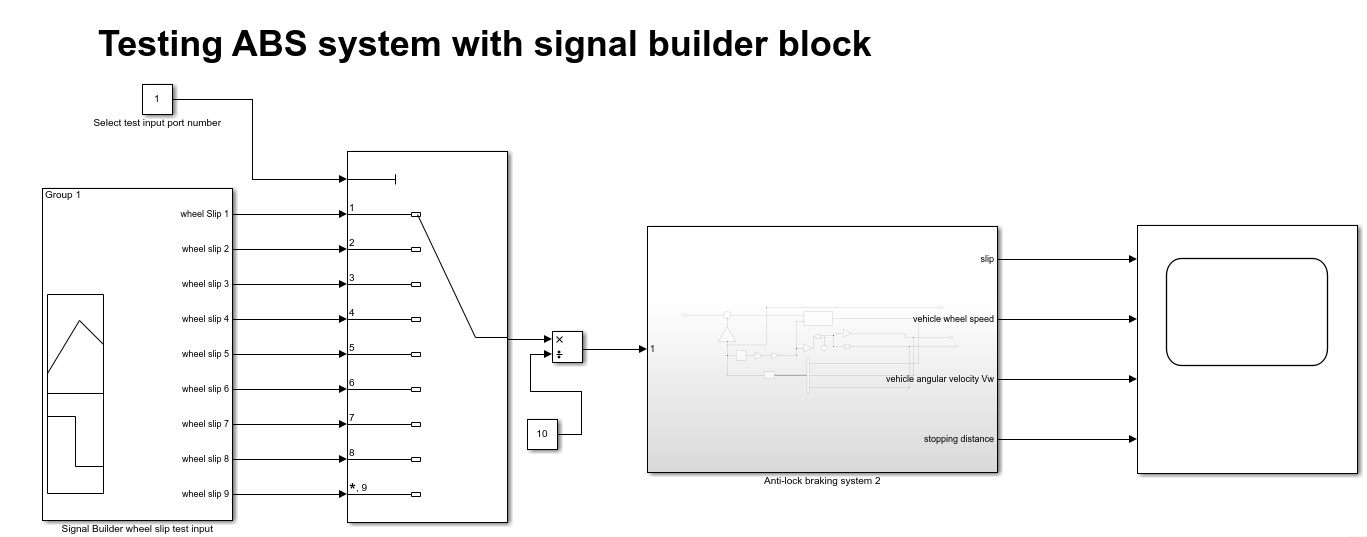 Testing ABS system with signal builder block
1
Select test input port number
Group 1
wheel Slip 1
wheel slip 2
wheel slip 3
wheel slip 4
wheel slip 5
wheel slip 6
wheel slip 7
wheel slip 8
wheel slip 9
Signal Builder wheel slip test input
1
2
3
4
5
6
7
8
*, 9
×
÷
10
1
slip
vehicle wheel speed
vehicle angular velocity Vw
stopping distance
Anti-lock braking system 2